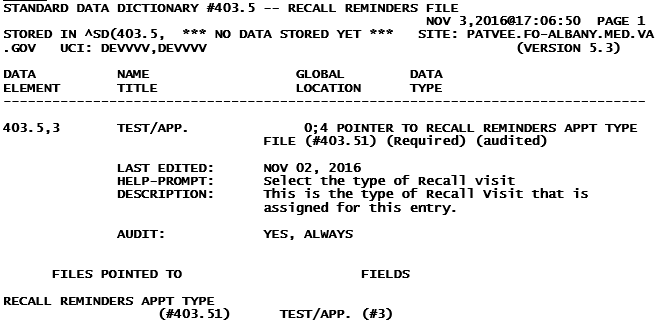 STANDARD DATA DICTIONARY #403.5 -- RECALL REMINDERS FILE
NOV 3,2016@17:06:50 PAGE 1
STORED IN ^SD(403.5, *** NO DATA STORED YET *** SITE: PATVEE.FO-ALBANY.MED.VA
.GOV UCI: DEVVVV,DEVVVV (VERSION 5.3)
DATA NAME GLOBAL DATA
ELEMENT TITLE LOCATION TYPE
-------------------------------------------------------------------------------
403.5,3 TEST/APP. 0;4 POINTER TO RECALL REMINDERS APPT TYPE
FILE (#403.51) (Required) (audited)
LAST EDITED: NOV 02, 2016
HELP-PROMPT: Select the type of Recall visit
DESCRIPTION: This is the type of Recall Visit that is
assigned for this entry.
AUDIT: YES, ALWAYS
FILES POINTED TO FIELDS
RECALL REMINDERS APPT TYPE
(#403.51) TEST/APP. (#3)